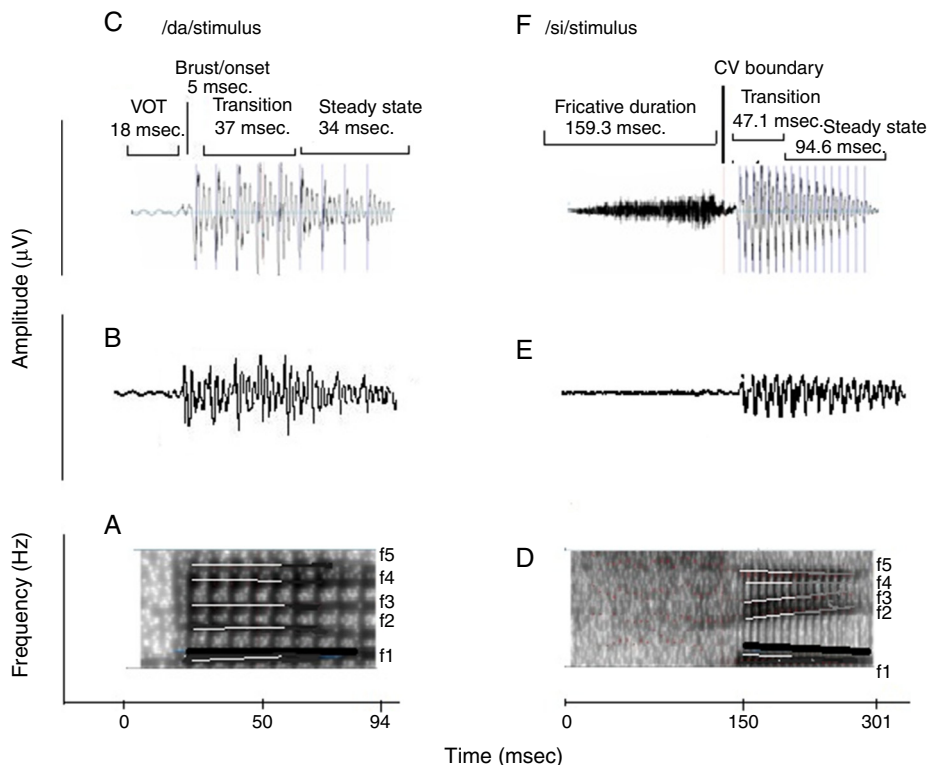 C /da/stimulus
Brust/onset
5 msec.
VOT
18 msec.
Transition
37 msec.
Steady state
34 msec.
F /si/stimulus
CV boundary
Fricative duration
159.3 msec.
Transition
47.1 msec.
Steady state
94.6 msec.
Amplitude (μV)
B
E
A
f5
f4
f3
f2
f1
D
f5
f4
f3
f2
f1
Frequency (Hz)
0 50 94
0 150 301
Time (msec)